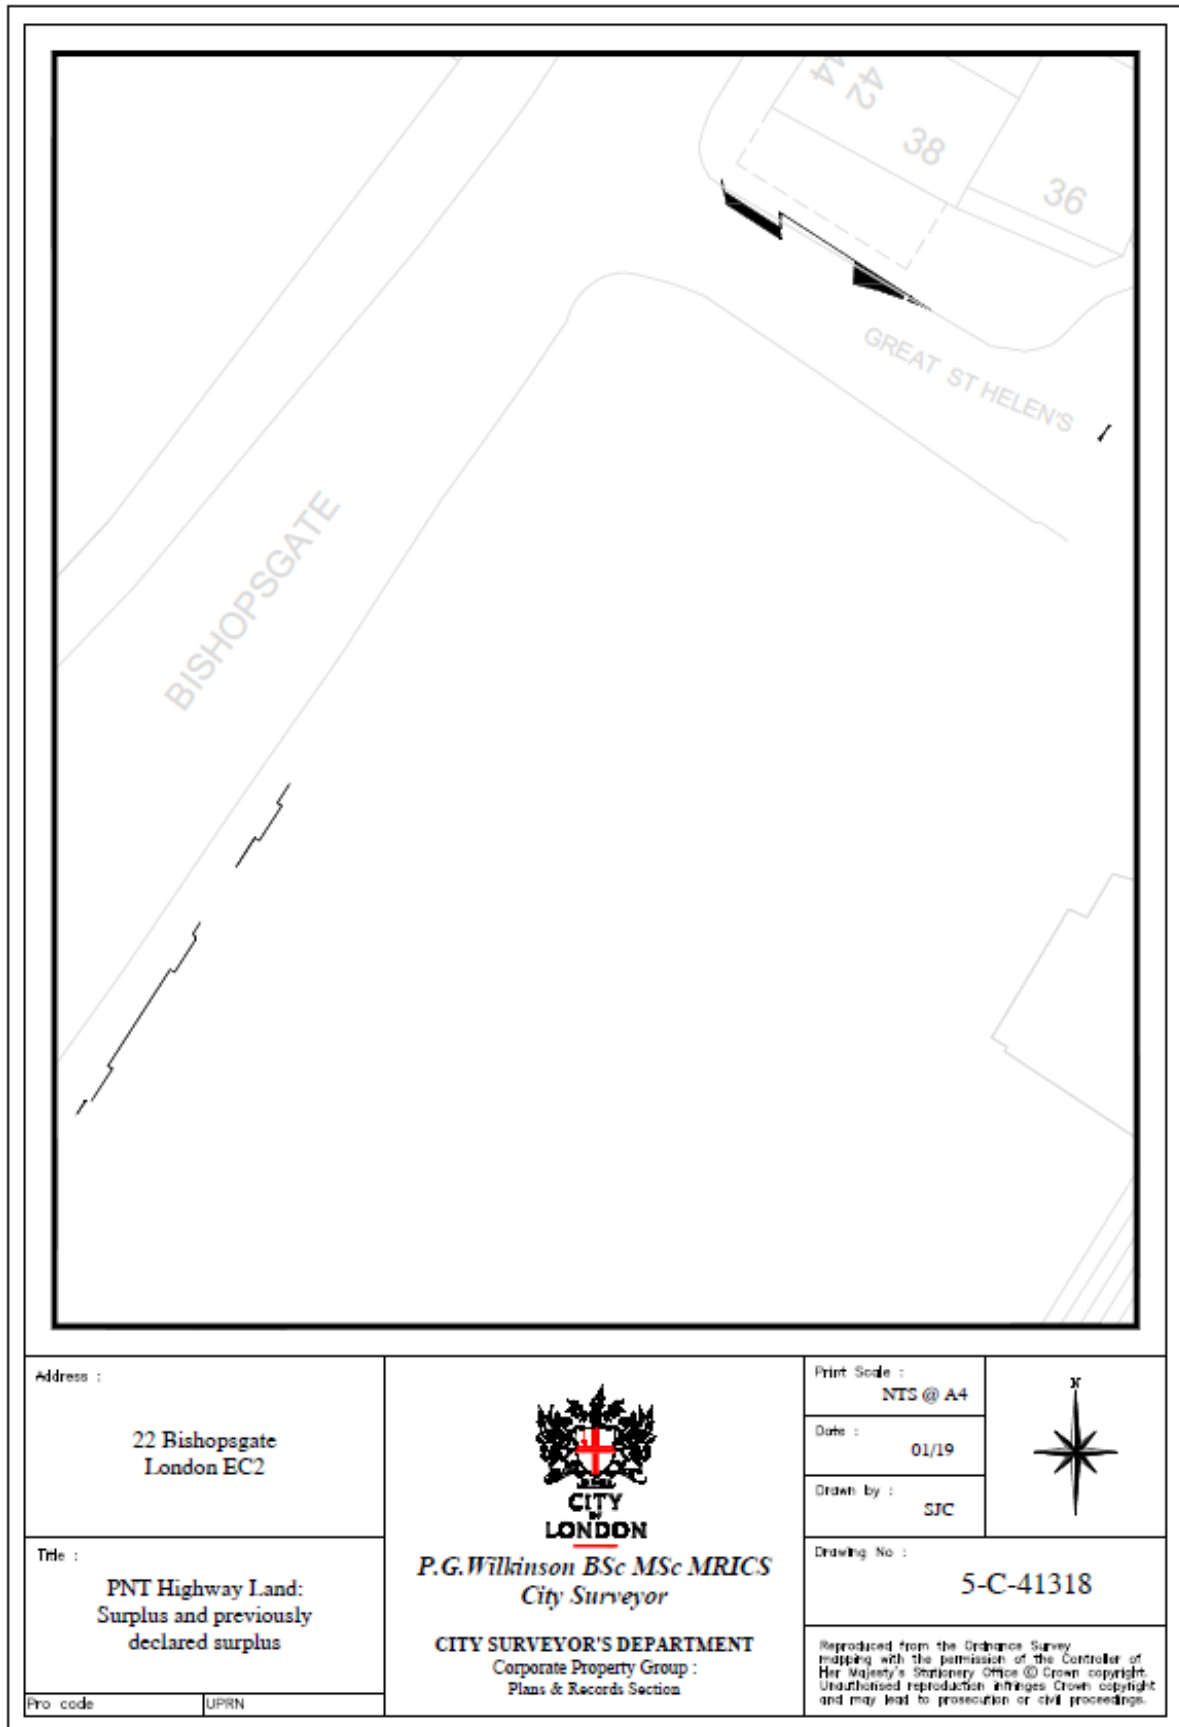 44
42
38
36
GREAT ST HELEN'S
BISHOPSGATE
Address :
22 Bishopsgate
London EC2
Title :
PNT Highway Land:
Surplus and previously
declared surplus
Pro code
UPRN
CITY
OF
LONDON
P.G.Wilkinson BSc MSc MRICS
City Surveyor
CITY SURVEYOR'S DEPARTMENT
Corporate Property Group :
Plans & Records Section
Print Scale :
NTS @ A4
Date :
01/19
Drawn by :
SJC
N
Drawing No :
5-C-41318
Reproduced from the Ordnance Survey
mapping with the permission of the Controller of
Her Majesty's Stationery Office © Crown copyright.
Unauthorised reproduction infringes Crown copyright
and may lead to prosecution or civil proceedings.